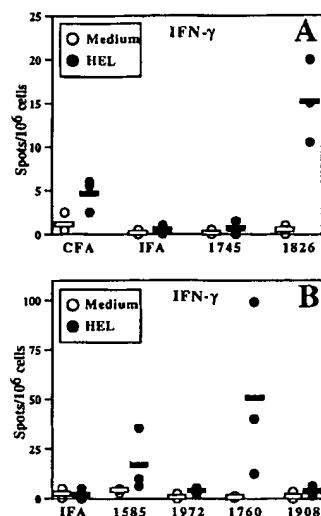 IFN-γ
A
Medium
HEL
Spots/10⁶ cells
25
20
15
10
5
0
CFA IFA 1745 1826
IFN-γ
B
Medium
HEL
Spots/10⁶ cells
100
75
50
25
0
IFA 1585 1972 1760 1908